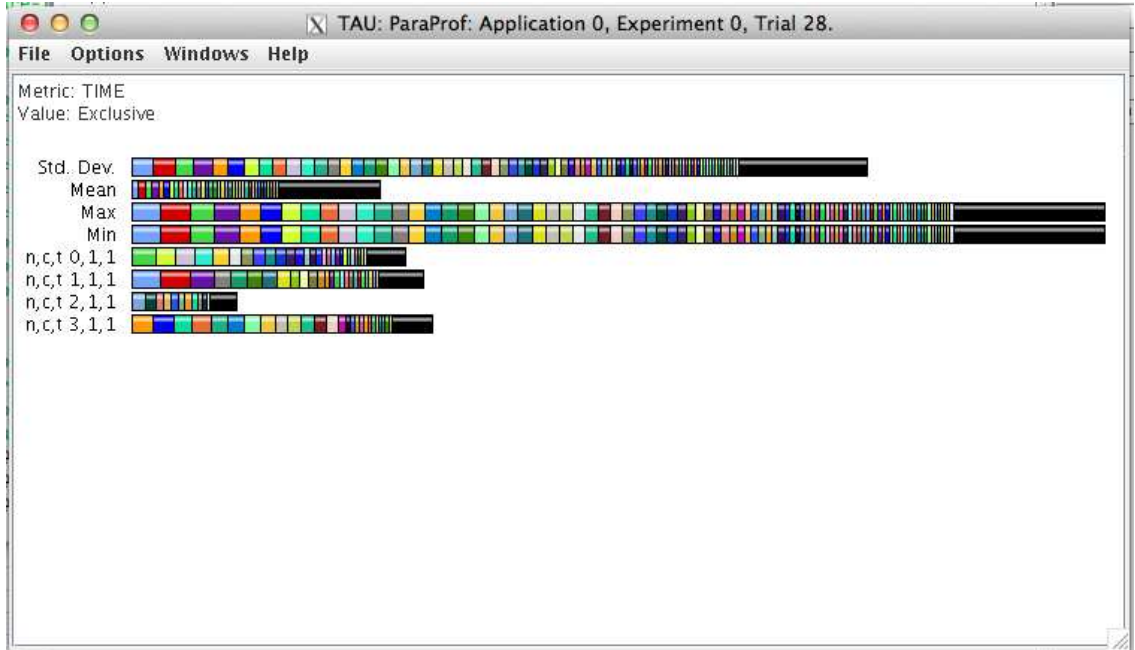 TAU: ParaProf: Application 0, Experiment 0, Trial 28.
File Options Windows Help
Metric: TIME
Value: Exclusive
Std. Dev.
Mean
Max
Min
n,c,t 0,1,1
n,c,t 1,1,1
n,c,t 2,1,1
n,c,t 3,1,1